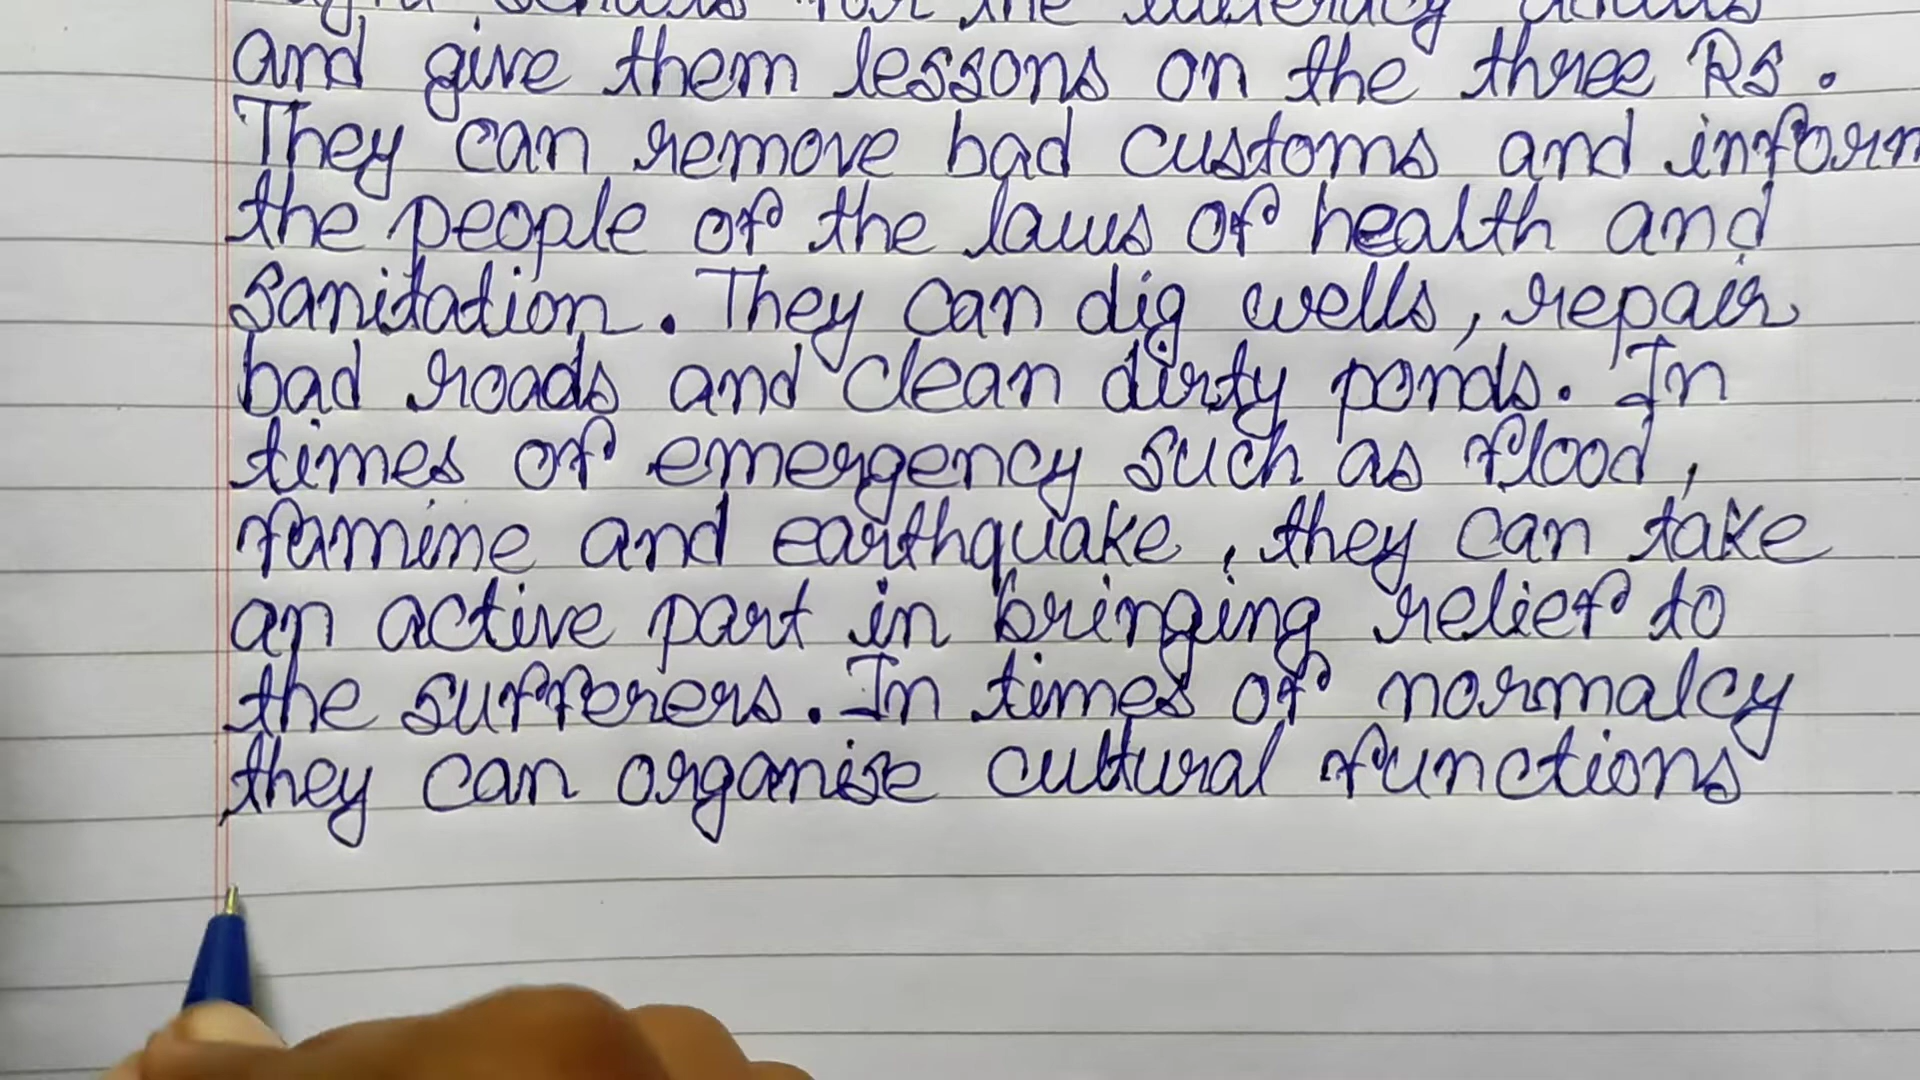 for the
and give them lessons on the three Rs.
They can remove bad customs and inform
the people of the laws of health and
sanitation. They can dig wells, repair
bad roads and clean dirty ponds. In
times of emergency such as flood,
famine and earthquake, they can take
an active part in bringing relief to
the sufferers. In times of normalcy
they can organise cultural functions